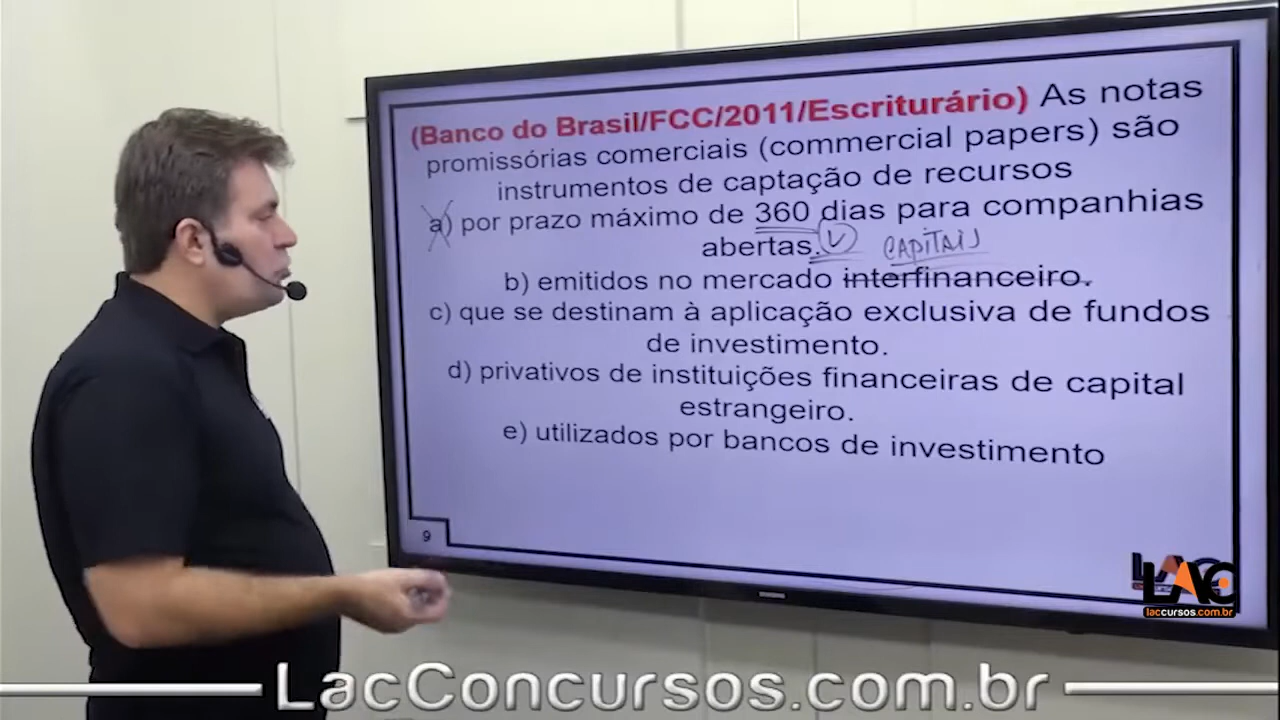 (Banco do Brasil/FCC/2011/Escriturário) As notas
promissórias comerciais (commercial papers) são
instrumentos de captação de recursos
a) por prazo máximo de 360 dias para companhias
abertas. V CAPITAIS
b) emitidos no mercado interfinanceiro.
c) que se destinam à aplicação exclusiva de fundos
de investimento.
d) privativos de instituições financeiras de capital
estrangeiro.
e) utilizados por bancos de investimento
9
LAC
laccursos.com.br
LacConcursos.com.br